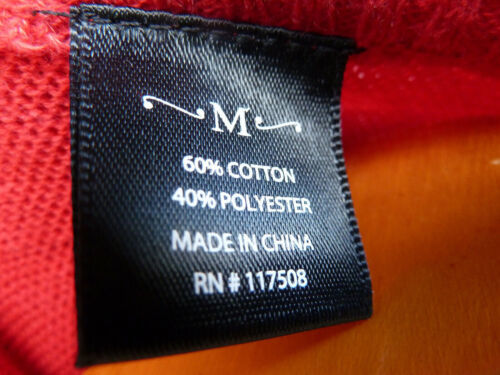 M
60% COTTON
40% POLYESTER
MADE IN CHINA
RN # 117508